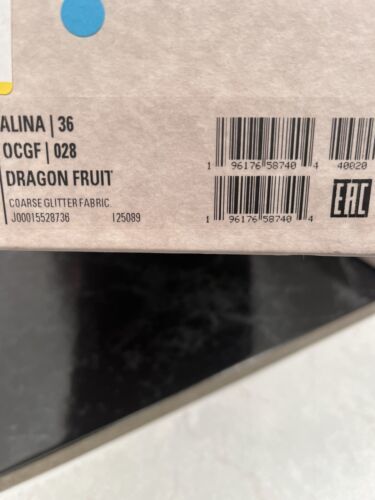 ALINA | 36
OCGF | 028
DRAGON FRUIT
COARSE GLITTER FABRIC
J00015528736 I25089
1 96176 58740 4 40020
1 96176 58740 4
EAC